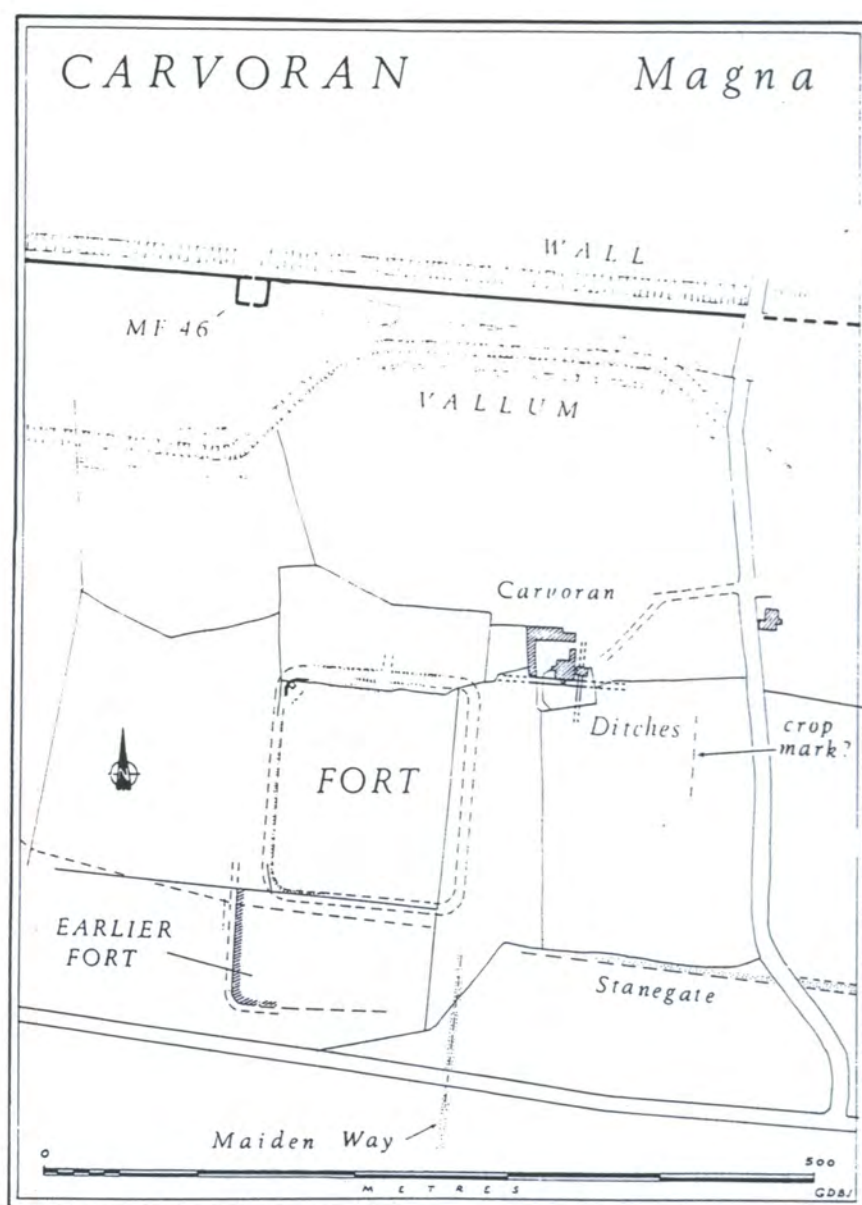 CARVORAN Magna
WALL
MF 46
VALLUM
Carvoran
Ditches
crop
mark?
FORT
EARLIER
FORT
Stanegate
Maiden Way
0 500
METRES
GDBJ
N